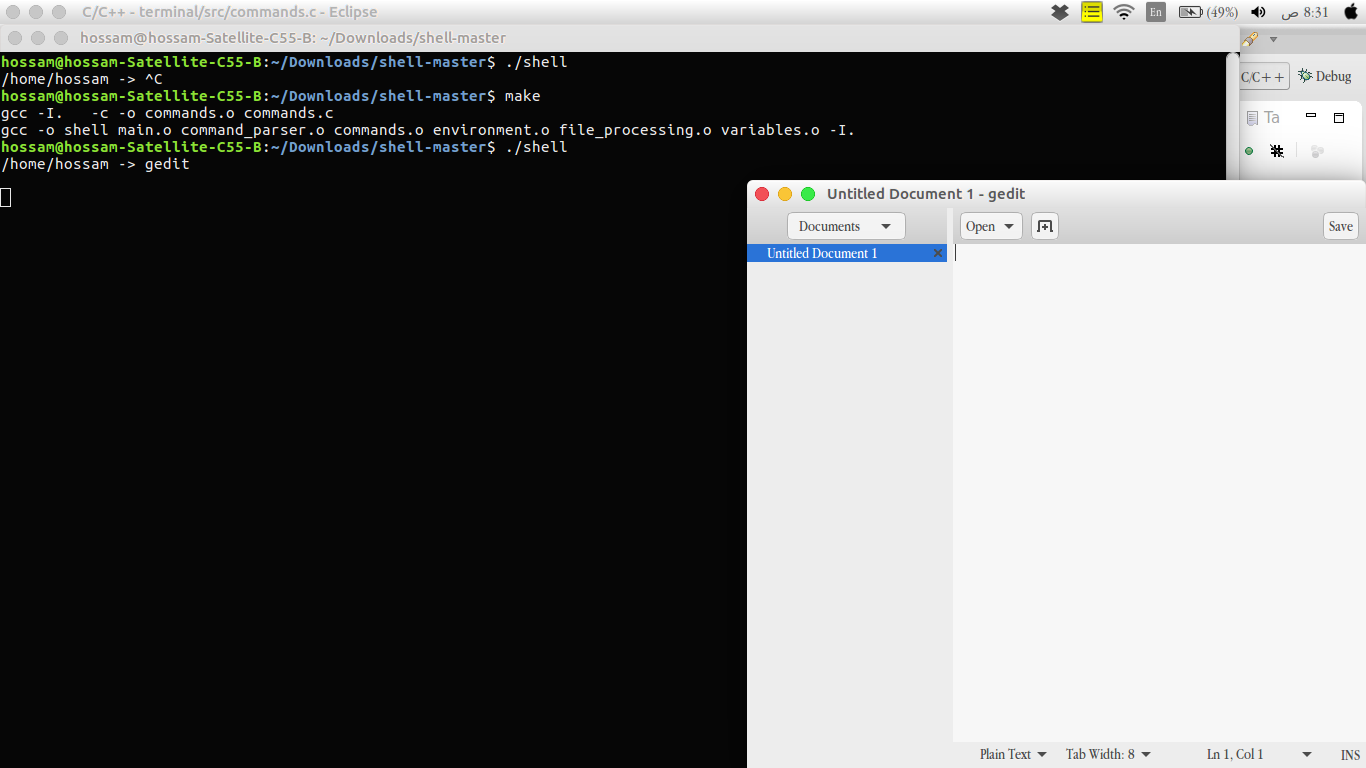 C/C++ - terminal/src/commands.c - Eclipse
En
(49%)
8:31 ص
hossam@hossam-Satellite-C55-B: ~/Downloads/shell-master
hossam@hossam-Satellite-C55-B:~/Downloads/shell-master$ ./shell
/home/hossam -> ^C
hossam@hossam-Satellite-C55-B:~/Downloads/shell-master$ make
gcc -I.   -c -o commands.o commands.c
gcc -o shell main.o command_parser.o commands.o environment.o file_processing.o variables.o -I.
hossam@hossam-Satellite-C55-B:~/Downloads/shell-master$ ./shell
/home/hossam -> gedit
C/C++
Debug
Ta
Untitled Document 1 - gedit
Documents
Open
Save
Untitled Document 1
Plain Text
Tab Width: 8
Ln 1, Col 1
INS